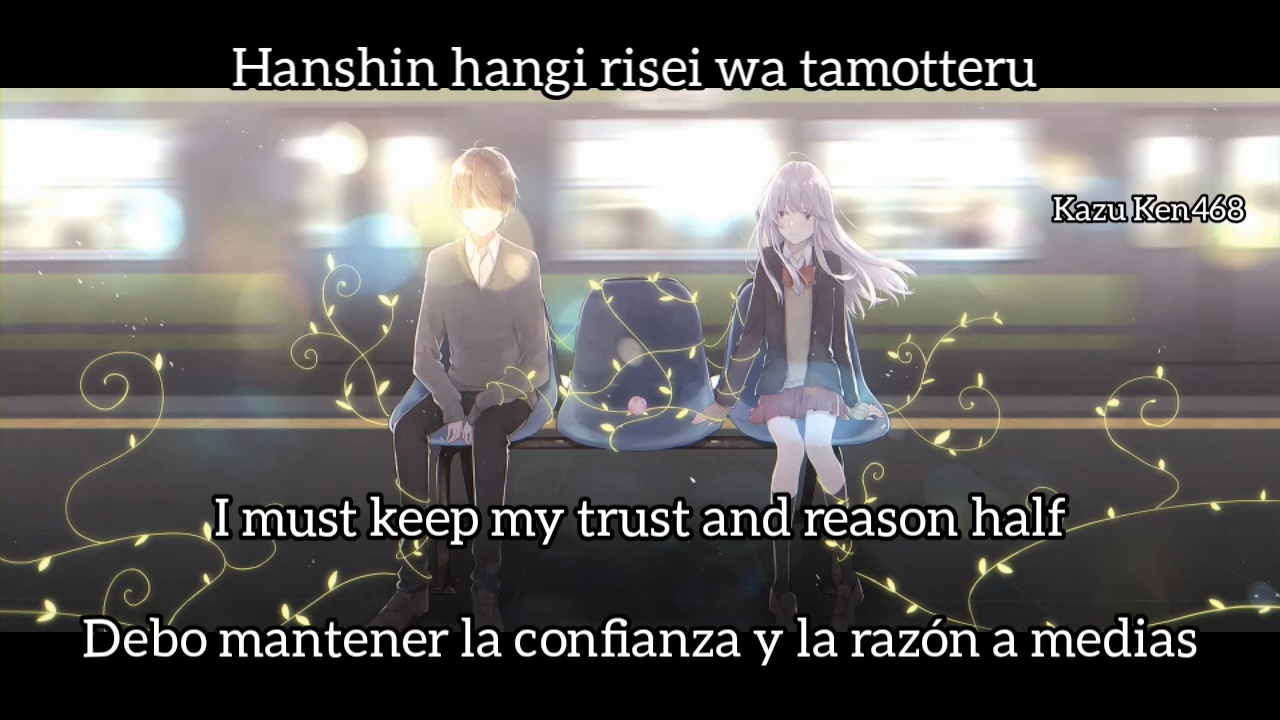 Hanshin hangi risei wa tamotteru
Kazu Ken468
I must keep my trust and reason half
Debo mantener la confianza y la razón a medias